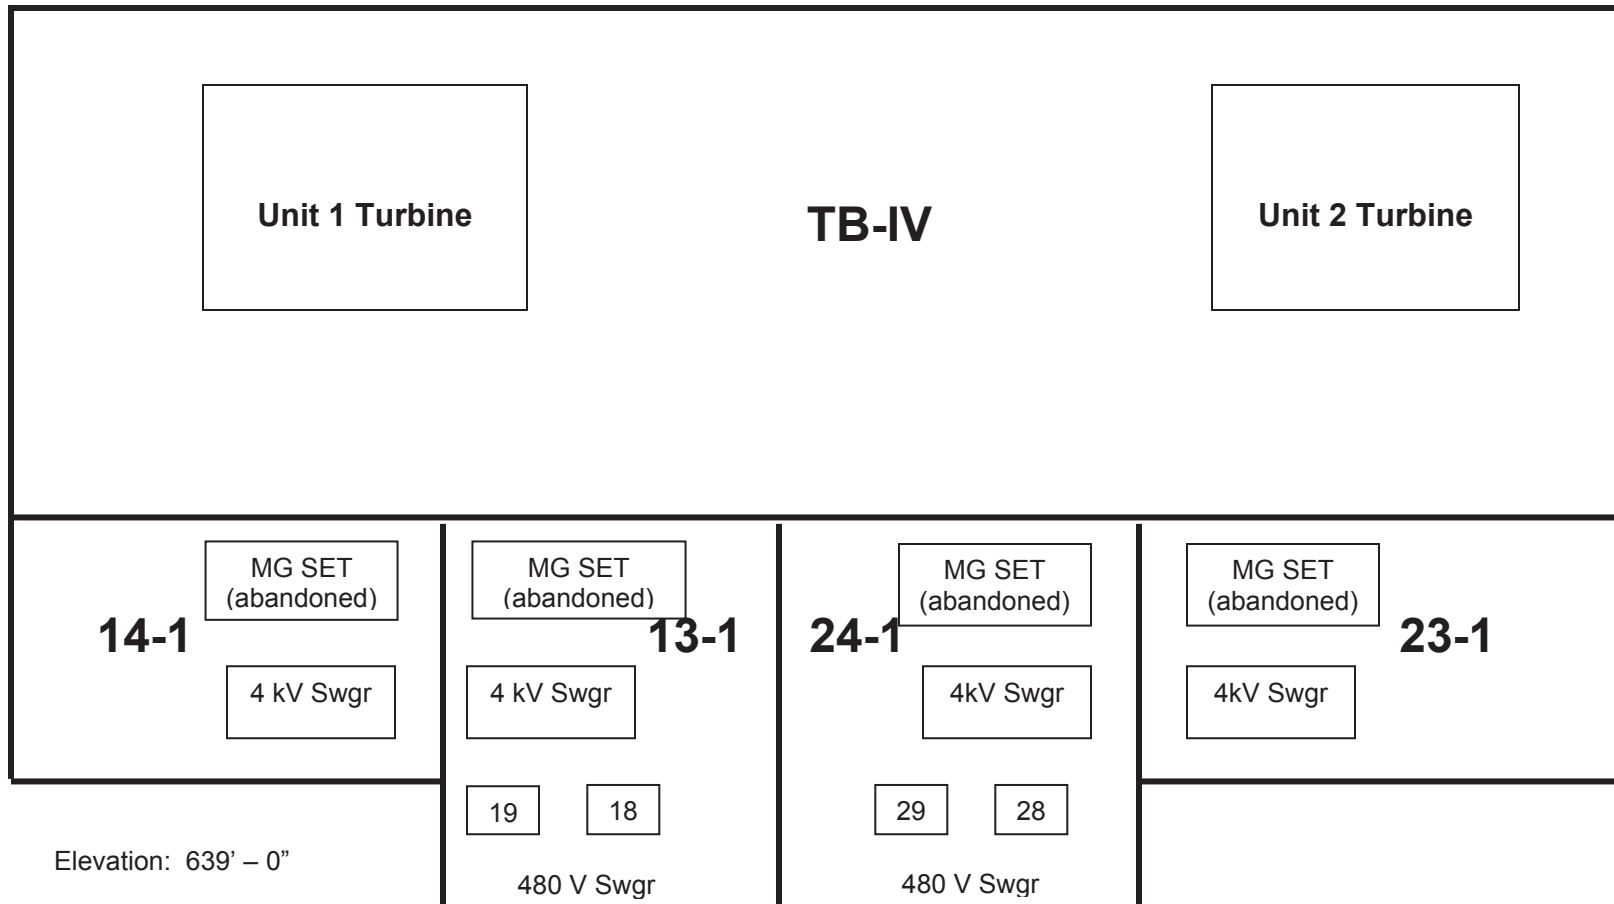 Unit 1 Turbine
TB-IV
Unit 2 Turbine
MG SET
(abandoned)
14-1
4 kV Swgr
MG SET
(abandoned)
13-1
4 kV Swgr
19
18
480 V Swgr
MG SET
(abandoned)
24-1
4kV Swgr
29
28
480 V Swgr
MG SET
(abandoned)
23-1
4kV Swgr
Elevation:  639’ – 0”